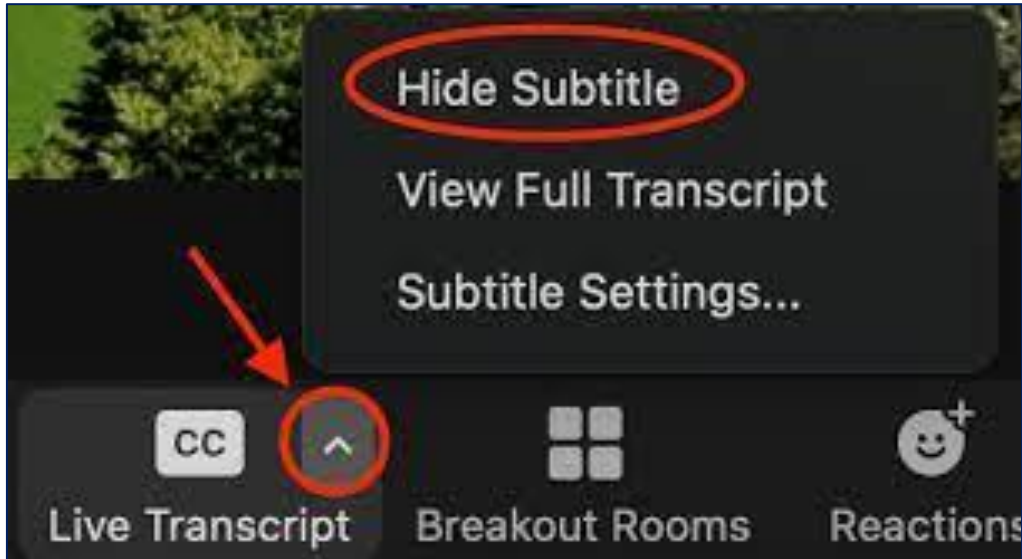 Hide Subtitle
View Full Transcript
Subtitle Settings...
CC
Live Transcript
Breakout Rooms
Reactions